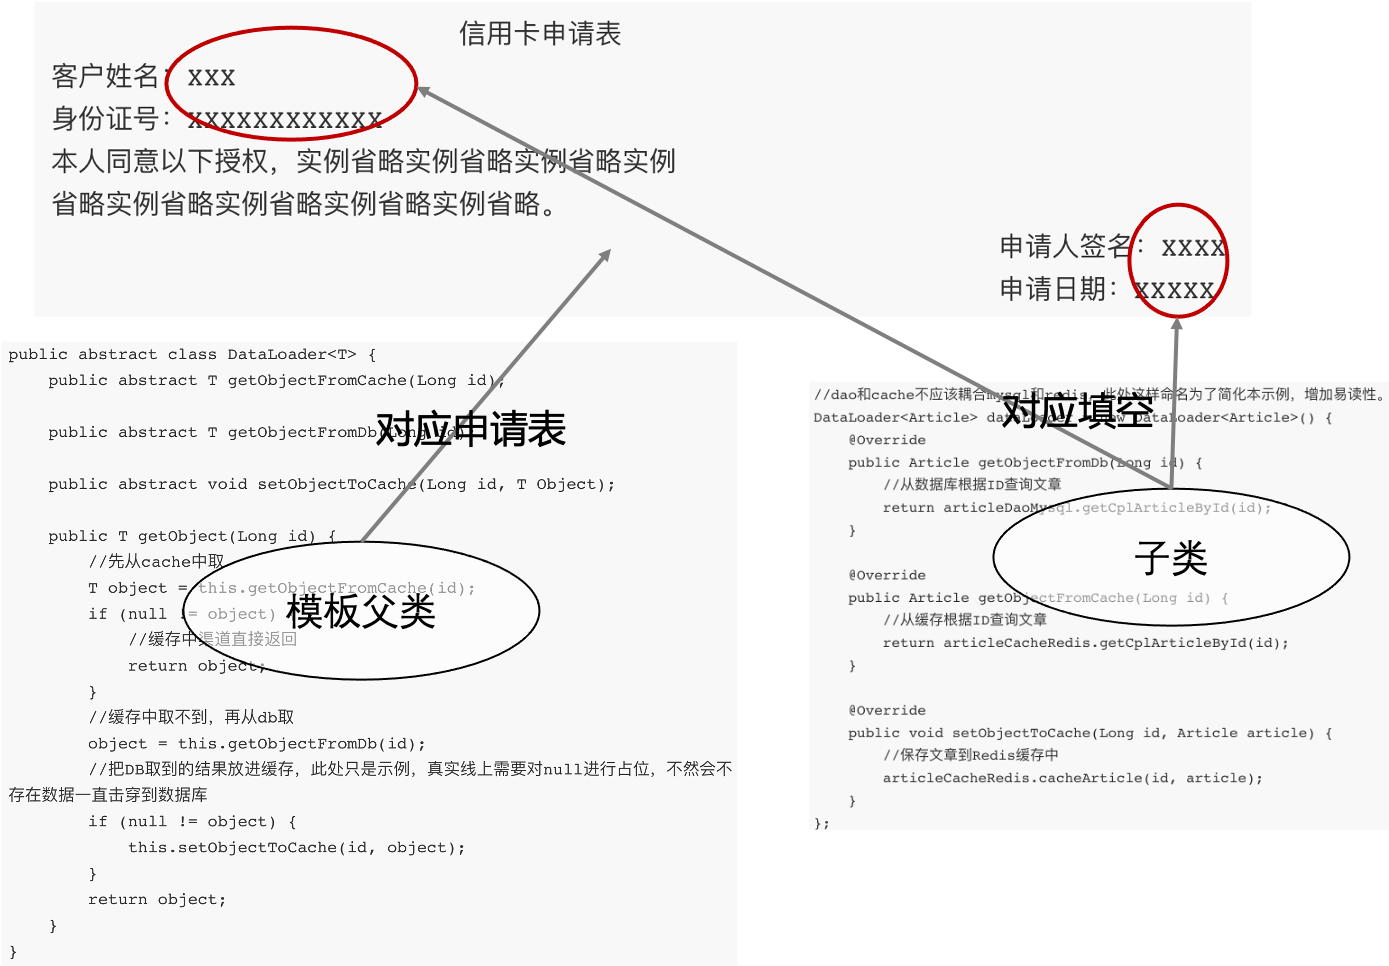 信用卡申请表
客户姓名：xxx
身份证号：xxxxxxxxxxxx
本人同意以下授权，实例省略实例省略实例省略实例
省略实例省略实例省略实例省略实例省略。
申请人签名：xxxx
申请日期：xxxxx
public abstract class DataLoader<T> {
public abstract T getObjectFromCache(Long id);
public abstract T getObjectFromDb(Long id)
对应申请表
public abstract void setObjectToCache(Long id, T Object);
public T getObject(Long id) {
//先从cache中取
T object = this.getObjectFromCache(id);
if (null != object)
模板父类
//缓存中渠道直接返回
return object;
}
//缓存中取不到，再从db取
object = this.getObjectFromDb(id);
//把DB取到的结果放进缓存，此处只是示例，真实线上需要对null进行占位，不然会不
存在数据一直击穿到数据库
if (null != object) {
this.setObjectToCache(id, object);
}
return object;
}
}
//dao和cache不应该耦合mysql和redis，此处这样命名为了简化本示例，增加易读性。
DataLoader<Article> dataLoader = new DataLoader<Article>() {
对应填空
@Override
public Article getObjectFromDb(Long id) {
//从数据库根据ID查询文章
return articleDaoMysql.getCplArticleById(id);
}
子类
@Override
public Article getObjectFromCache(Long id) {
//从缓存根据ID查询文章
return articleCacheRedis.getCplArticleById(id);
}
@Override
public void setObjectToCache(Long id, Article article) {
//保存文章到Redis缓存中
articleCacheRedis.cacheArticle(id, article);
}
};